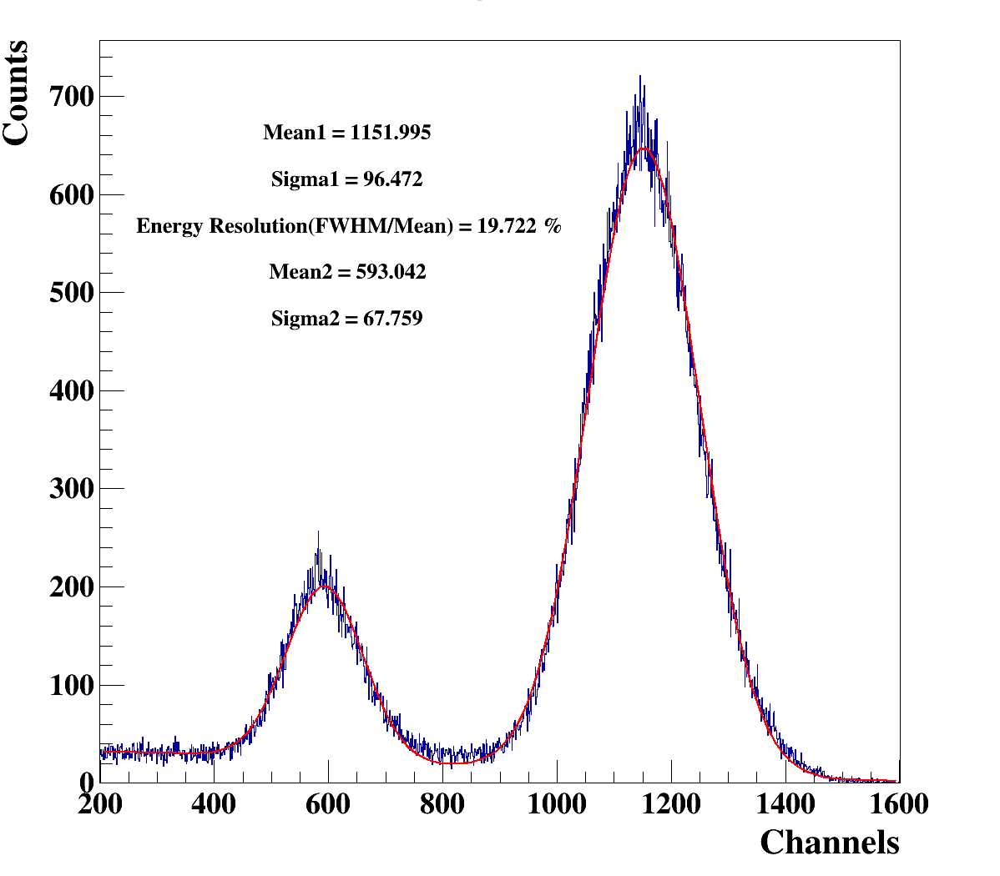 Counts
700
600
500
400
300
200
100
0
Mean1 = 1151.995
Sigma1 = 96.472
Energy Resolution(FWHM/Mean) = 19.722 %
Mean2 = 593.042
Sigma2 = 67.759
200 400 600 800 1000 1200 1400 1600
Channels